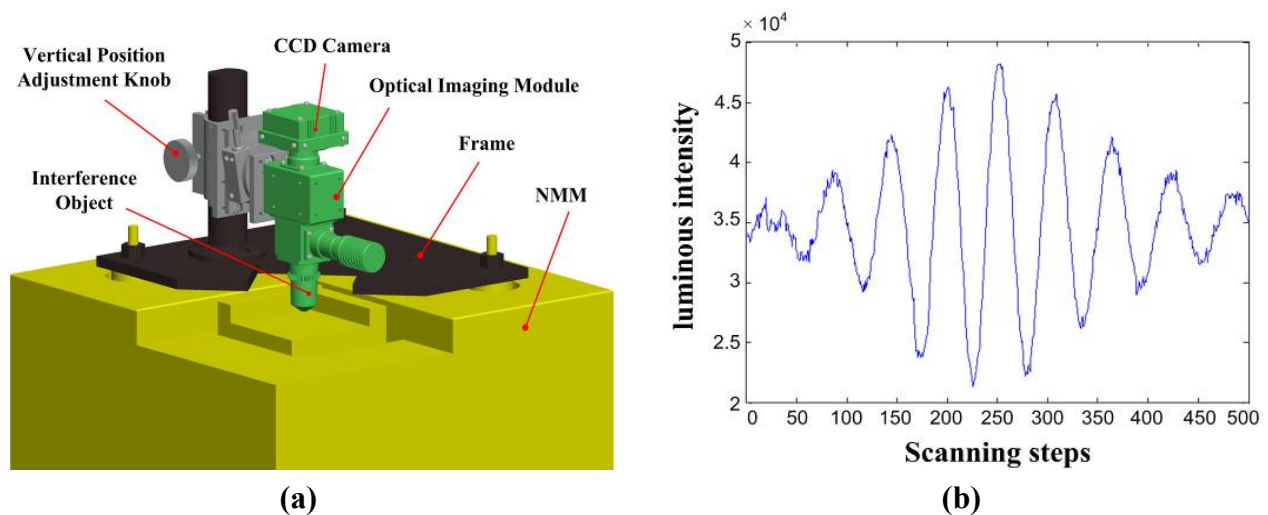 Vertical Position
Adjustment Knob
CCD Camera
Optical Imaging Module
Interference
Object
Frame
NMM
(a)
× 10⁴
5
4.5
4
3.5
3
2.5
2
luminous intensity
0 50 100 150 200 250 300 350 400 450 500
Scanning steps
(b)